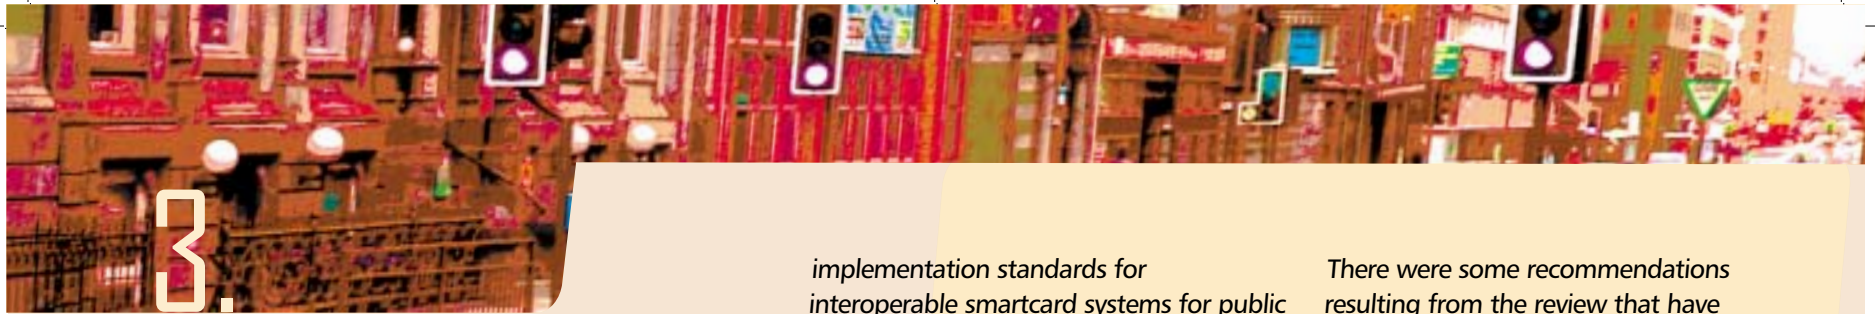 3.
implementation standards for
interoperable smartcard systems for public
There were some recommendations
resulting from the review that have